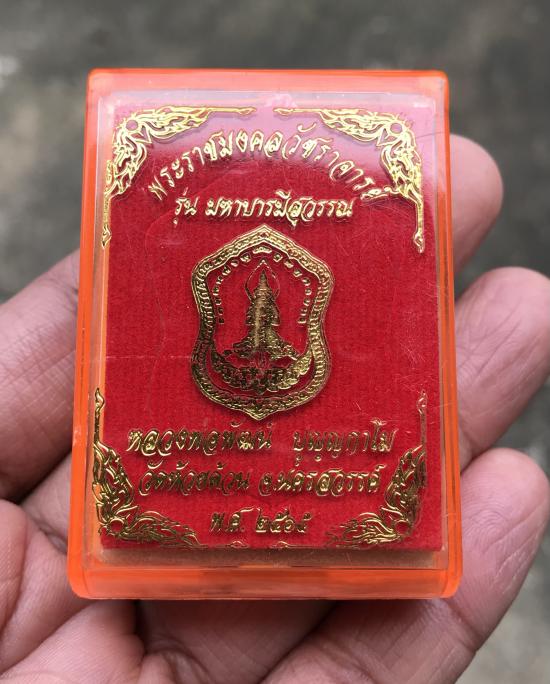 พระราชมงคลวัชราจารย์
รุ่น มหาบารมีสุวรรณ
หลวงพ่อพัฒน์ ปุญฺญกาโม
วัดห้วยด้วน จ.นครสวรรค์
พ.ศ. ๒๕๖๕